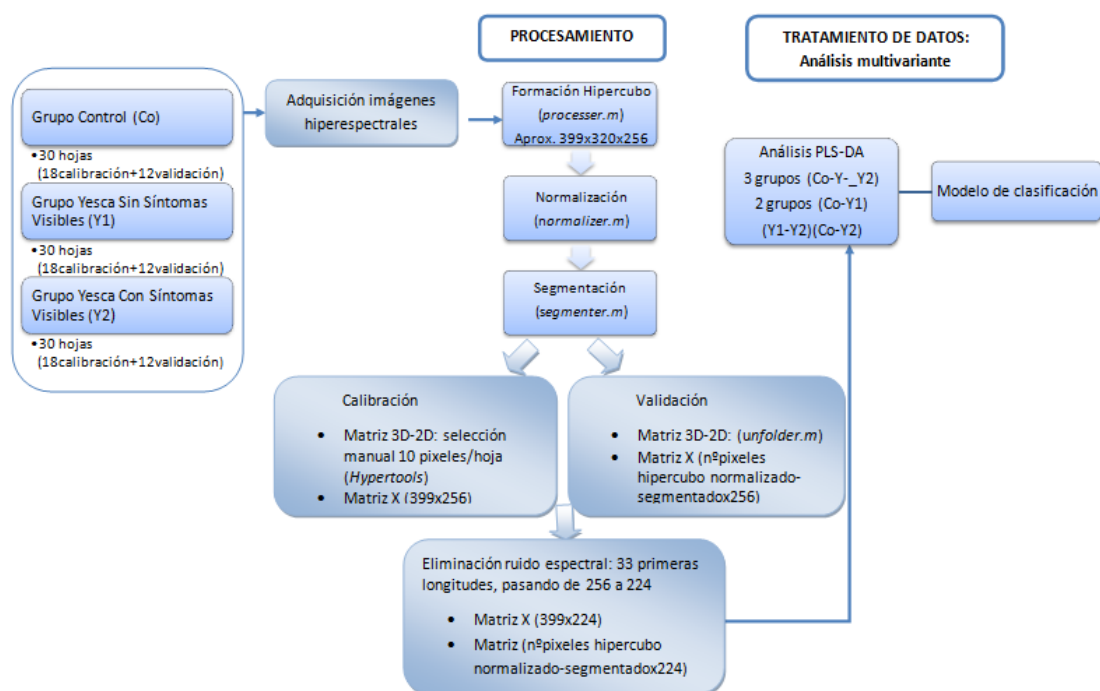 PROCESAMIENTO
TRATAMIENTO DE DATOS:
Análisis multivariante
Grupo Control (Co)
•30 hojas
(18calibración+12validación)
Grupo Yesca Sin Síntomas
Visibles (Y1)
•30 hojas
(18calibración+12validación)
Grupo Yesca Con Síntomas
Visibles (Y2)
•30 hojas
(18calibración+12validación)
Adquisición imágenes
hiperespectrales
Formación Hipercubo
(processer.m)
Aprox. 399x320x256
Normalización
(normalizer.m)
Segmentación
(segmenter.m)
Calibración
• Matriz 3D-2D: selección
manual 10 pixeles/hoja
(Hypertools)
• Matriz X (399x256)
Validación
• Matriz 3D-2D: (unfolder.m)
• Matriz X (nºpixeles
hipercubo normalizado-
segmentadox256)
Eliminación ruido espectral: 33 primeras
longitudes, pasando de 256 a 224
• Matriz X (399x224)
• Matriz (nºpixeles hipercubo
normalizado-segmentadox224)
Análisis PLS-DA
3 grupos (Co-Y-_Y2)
2 grupos (Co-Y1)
(Y1-Y2)(Co-Y2)
Modelo de clasificación